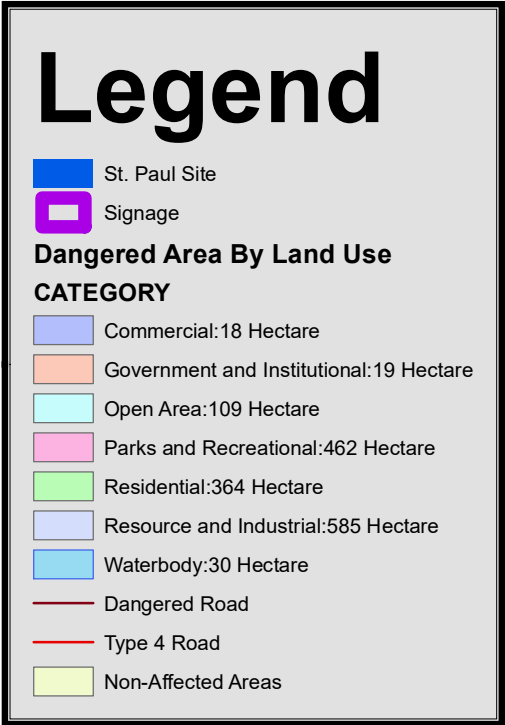 Legend
St. Paul Site
Signage
Dangered Area By Land Use
CATEGORY
Commercial:18 Hectare
Government and Institutional:19 Hectare
Open Area:109 Hectare
Parks and Recreational:462 Hectare
Residential:364 Hectare
Resource and Industrial:585 Hectare
Waterbody:30 Hectare
Dangered Road
Type 4 Road
Non-Affected Areas